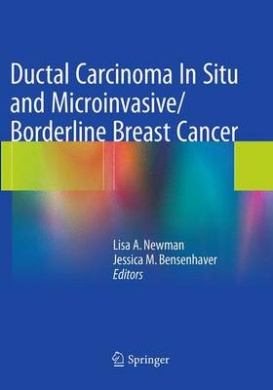 Ductal Carcinoma In Situ
and Microinvasive/
Borderline Breast Cancer
Lisa A. Newman
Jessica M. Bensenhaver
Editors
Springer